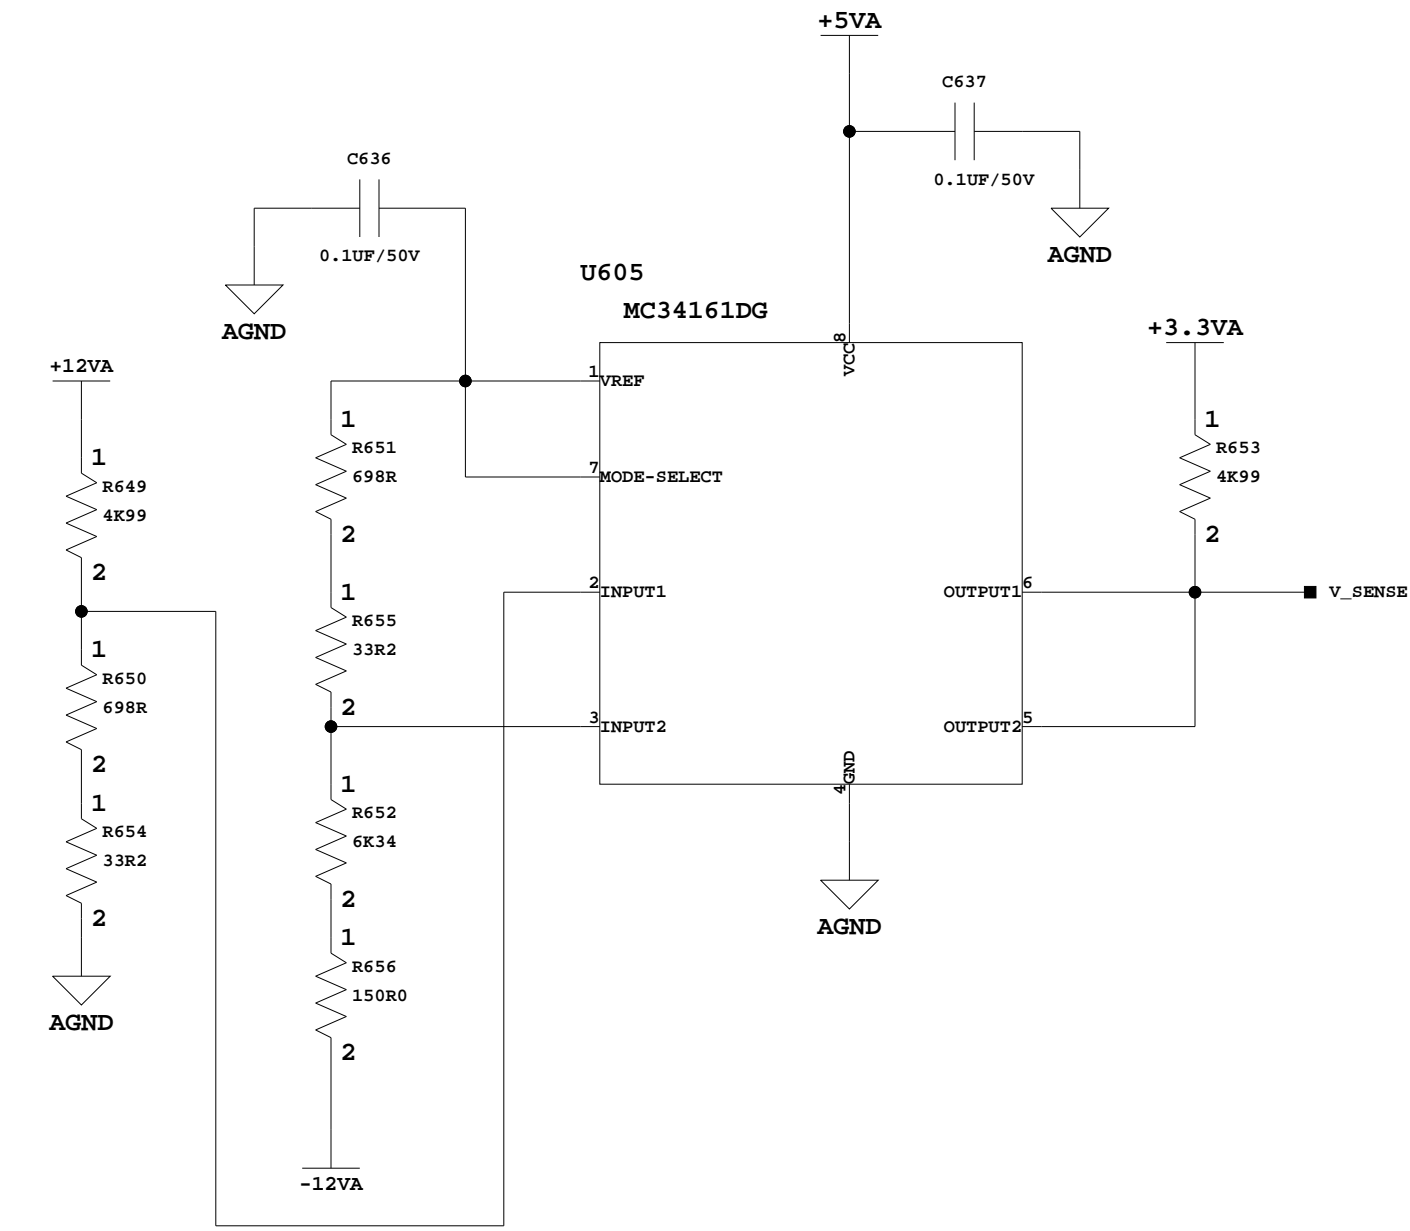 +5VA
C637
0.1UF/50V
AGND
C636
0.1UF/50V
AGND
U605
MC34161DG
+3.3VA
+12VA
8
VCC
1
VREF
1
R651
698R
2
1
R653
4K99
2
1
R649
4K99
2
7
MODE-SELECT
1
R655
33R2
2
2
INPUT1
OUTPUT1
6
V_SENSE
1
R650
698R
2
3
INPUT2
OUTPUT2
5
GND
4
AGND
1
R654
33R2
2
AGND
1
R652
6K34
2
1
R656
150R0
2
-12VA